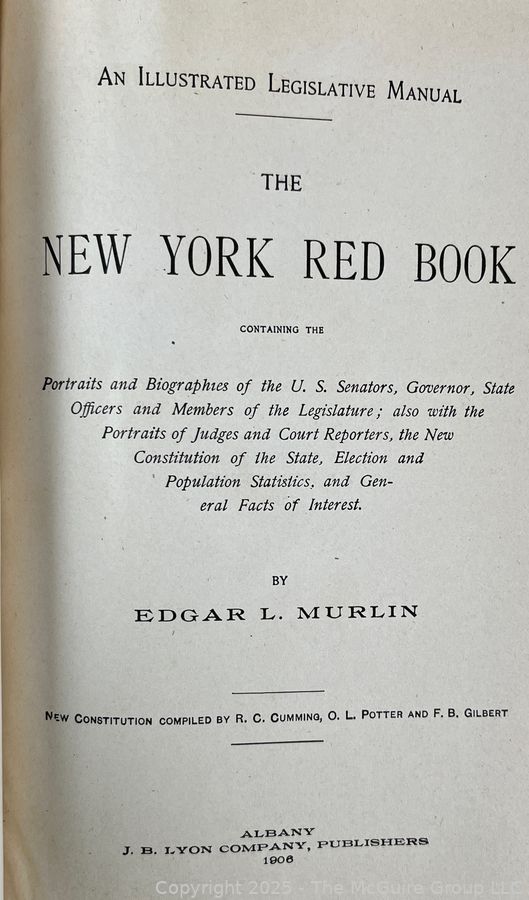 AN ILLUSTRATED LEGISLATIVE MANUAL
THE
NEW YORK RED BOOK
CONTAINING THE
Portraits and Biographies of the U. S. Senators, Governor, State
Officers and Members of the Legislature; also with the
Portraits of Judges and Court Reporters, the New
Constitution of the State, Election and
Population Statistics, and Gen-
eral Facts of Interest.
BY
EDGAR L. MURLIN
NEW CONSTITUTION COMPILED BY R. C. CUMMING, O. L. POTTER AND F. B. GILBERT
ALBANY
J. B. LYON COMPANY, PUBLISHERS
1906
Copyright 2025 - The McGuire Group LLC